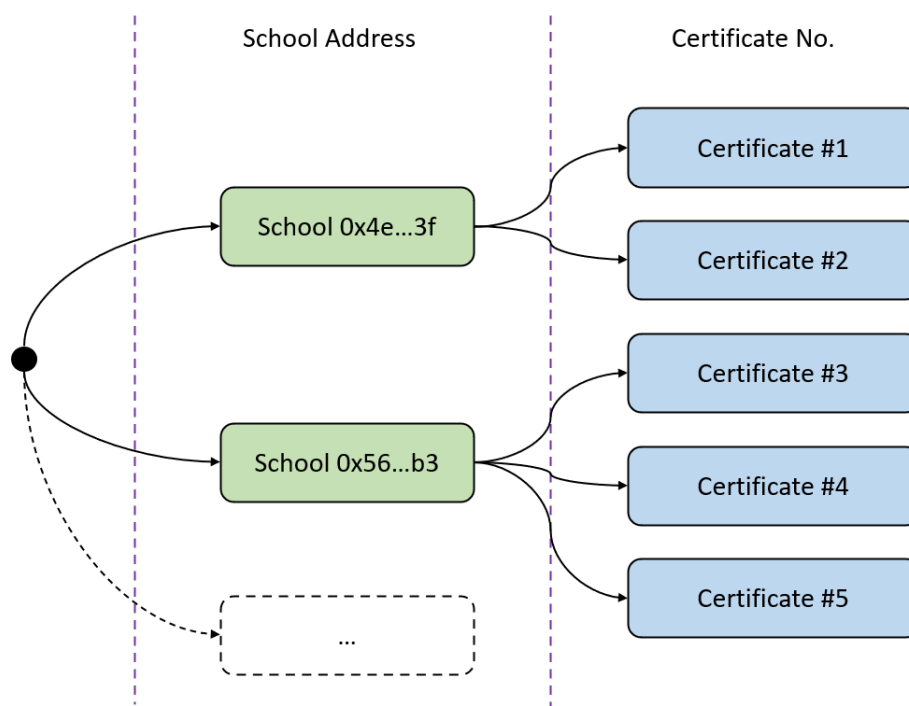 School Address
Certificate No.
School 0x4e...3f
Certificate #1
Certificate #2
School 0x56...b3
Certificate #3
Certificate #4
Certificate #5
...